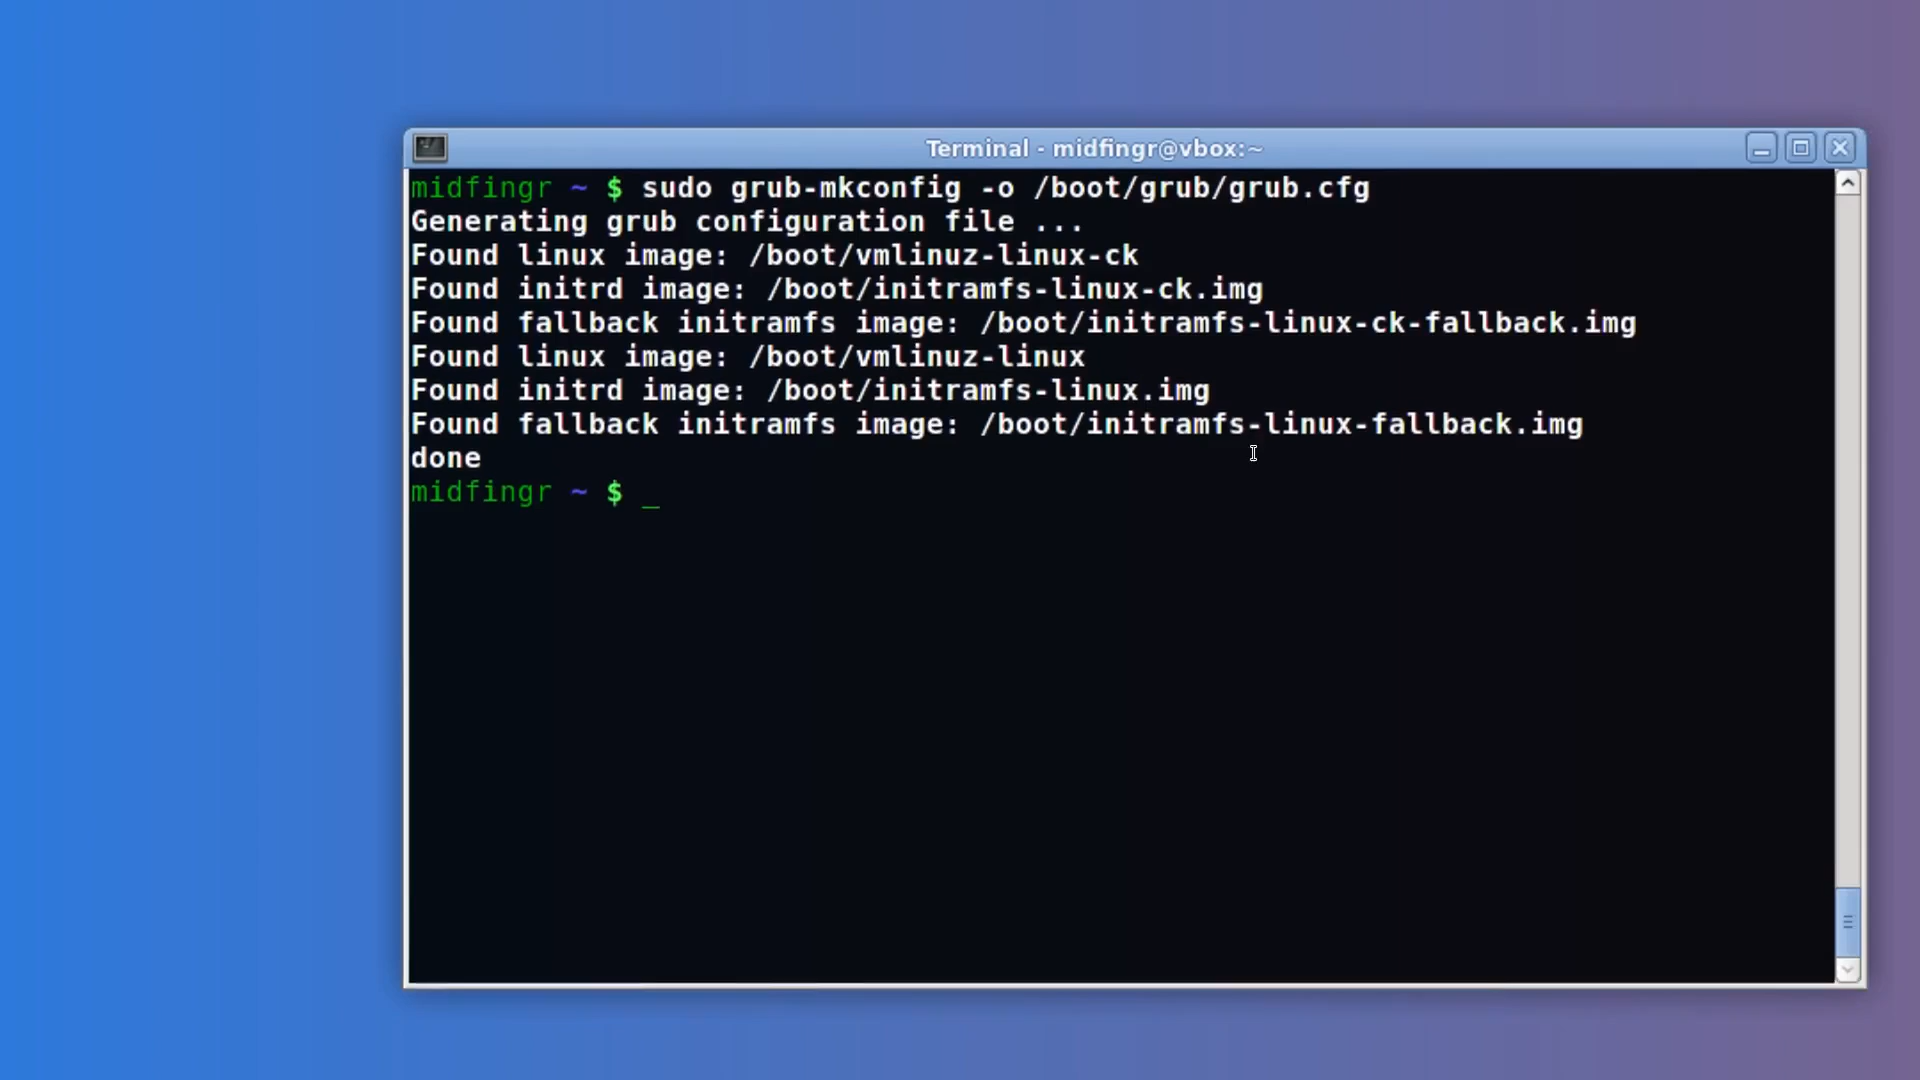 Terminal - midfingr@vbox:~
midfingr ~ $ sudo grub-mkconfig -o /boot/grub/grub.cfg
Generating grub configuration file ...
Found linux image: /boot/vmlinuz-linux-ck
Found initrd image: /boot/initramfs-linux-ck.img
Found fallback initramfs image: /boot/initramfs-linux-ck-fallback.img
Found linux image: /boot/vmlinuz-linux
Found initrd image: /boot/initramfs-linux.img
Found fallback initramfs image: /boot/initramfs-linux-fallback.img
done
midfingr ~ $ _